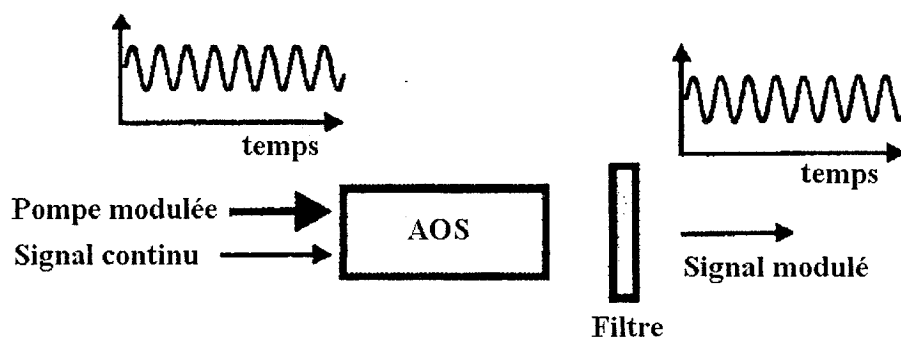 temps
temps
Pompe modulée
Signal continu
AOS
Signal modulé
Filtre